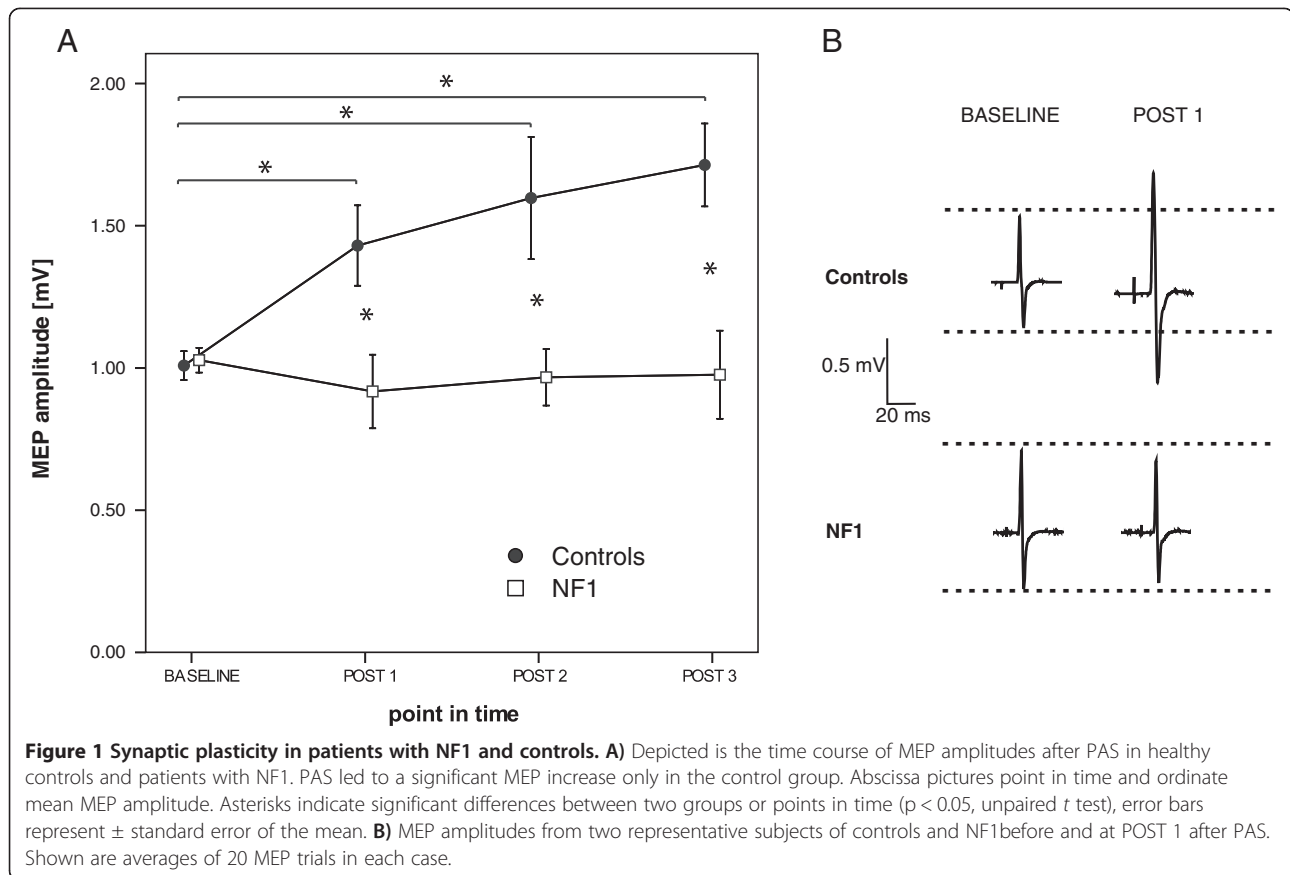 A
B
2.00
1.50
1.00
0.50
0.00
MEP amplitude [mV]
*
*
*
*
*
*
Controls
NF1
BASELINE
POST 1
POST 2
POST 3
point in time
BASELINE
POST 1
Controls
0.5 mV
20 ms
NF1
Figure 1 Synaptic plasticity in patients with NF1 and controls. A) Depicted is the time course of MEP amplitudes after PAS in healthy
controls and patients with NF1. PAS led to a significant MEP increase only in the control group. Abscissa pictures point in time and ordinate
mean MEP amplitude. Asterisks indicate significant differences between two groups or points in time (p < 0.05, unpaired t test), error bars
represent ± standard error of the mean. B) MEP amplitudes from two representative subjects of controls and NF1before and at POST 1 after PAS.
Shown are averages of 20 MEP trials in each case.